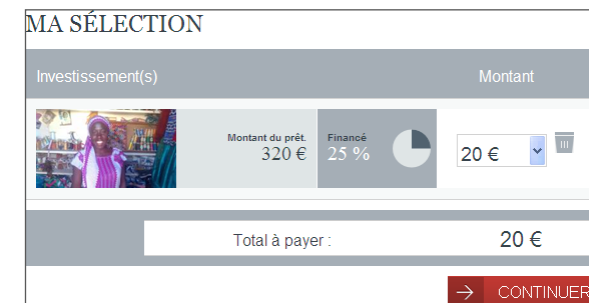 MA SÉLECTION
Investissement(s) Montant
Montant du prêt Financé
320 € 25 % 20 €
Total à payer : 20 €
CONTINUER